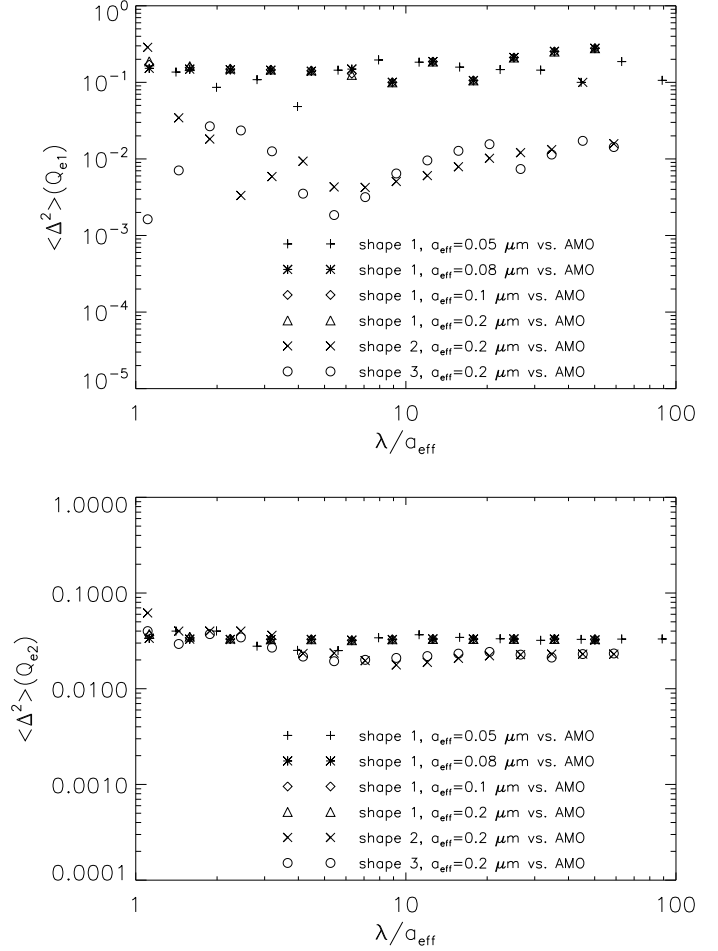 10⁰
10⁻¹
10⁻²
10⁻³
10⁻⁴
10⁻⁵
<Δ²>(Q_e1)
shape 1, a_eff=0.05 μm vs. AMO
shape 1, a_eff=0.08 μm vs. AMO
shape 1, a_eff=0.1 μm vs. AMO
shape 1, a_eff=0.2 μm vs. AMO
shape 2, a_eff=0.2 μm vs. AMO
shape 3, a_eff=0.2 μm vs. AMO
1 10 100
λ/a_eff
1.0000
0.1000
0.0100
0.0010
0.0001
<Δ²>(Q_e2)
shape 1, a_eff=0.05 μm vs. AMO
shape 1, a_eff=0.08 μm vs. AMO
shape 1, a_eff=0.1 μm vs. AMO
shape 1, a_eff=0.2 μm vs. AMO
shape 2, a_eff=0.2 μm vs. AMO
shape 3, a_eff=0.2 μm vs. AMO
1 10 100
λ/a_eff